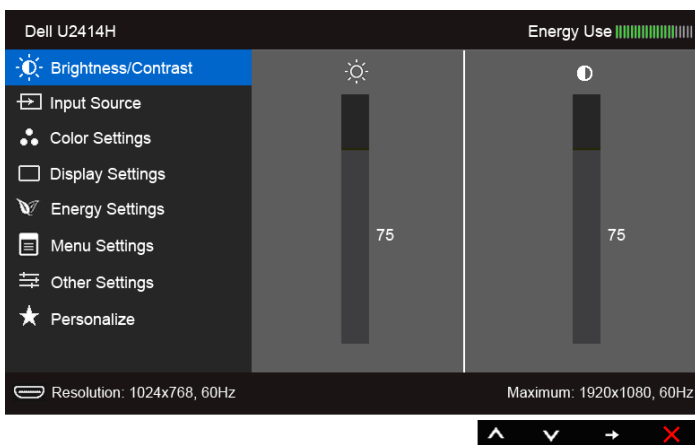 Dell U2414H
Energy Use
Brightness/Contrast
Input Source
Color Settings
Display Settings
Energy Settings
Menu Settings
Other Settings
Personalize
75
75
Resolution: 1024x768, 60Hz
Maximum: 1920x1080, 60Hz